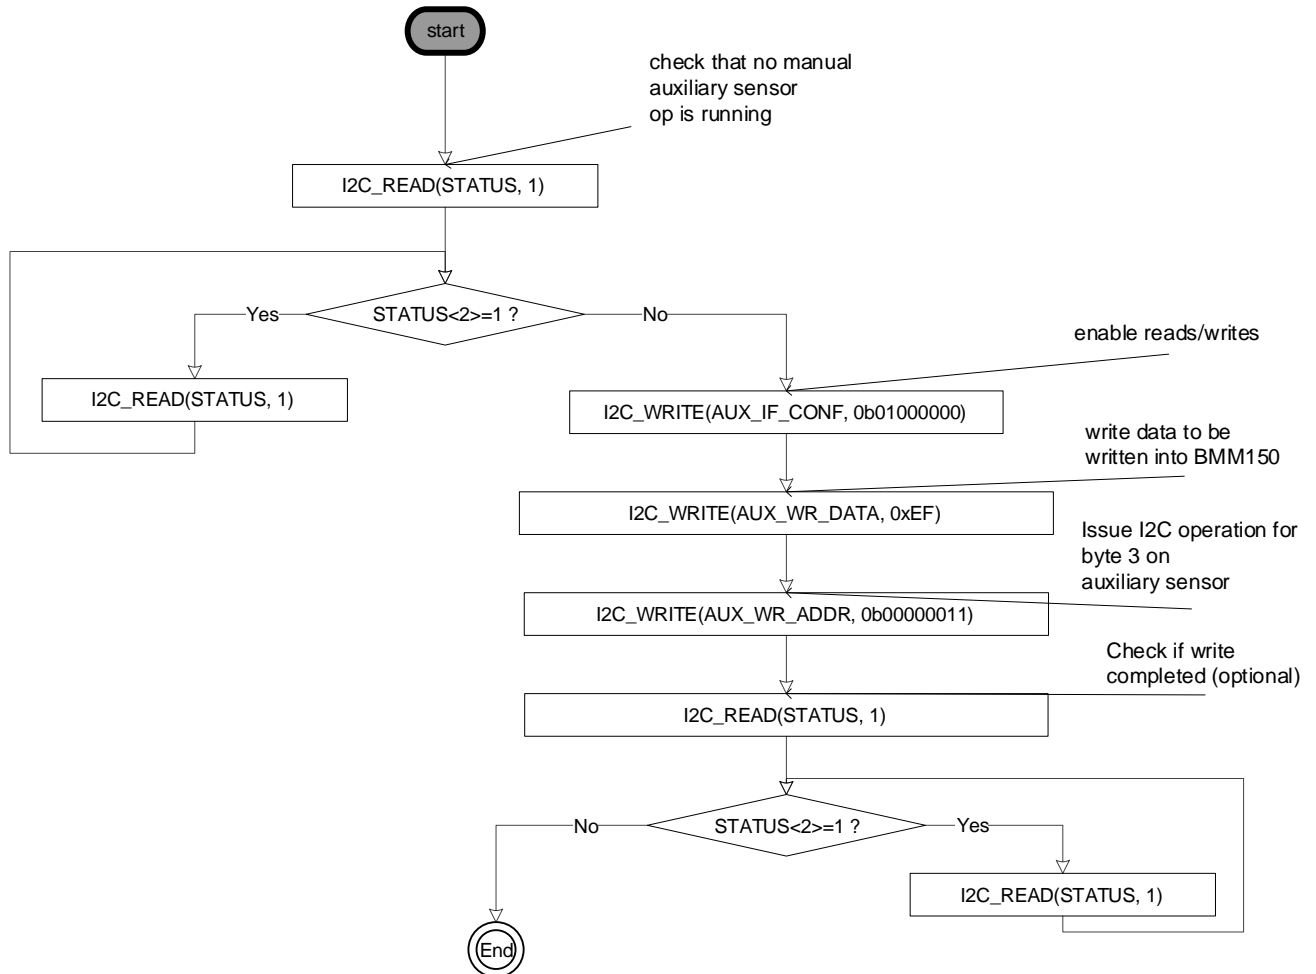 start
check that no manual
auxiliary sensor
op is running
I2C_READ(STATUS, 1)
STATUS<2>=1 ?
Yes
No
I2C_READ(STATUS, 1)
enable reads/writes
I2C_WRITE(AUX_IF_CONF, 0b01000000)
write data to be
written into BMM150
I2C_WRITE(AUX_WR_DATA, 0xEF)
Issue I2C operation for
byte 3 on
auxiliary sensor
I2C_WRITE(AUX_WR_ADDR, 0b00000011)
Check if write
completed (optional)
I2C_READ(STATUS, 1)
STATUS<2>=1 ?
No
Yes
I2C_READ(STATUS, 1)
End